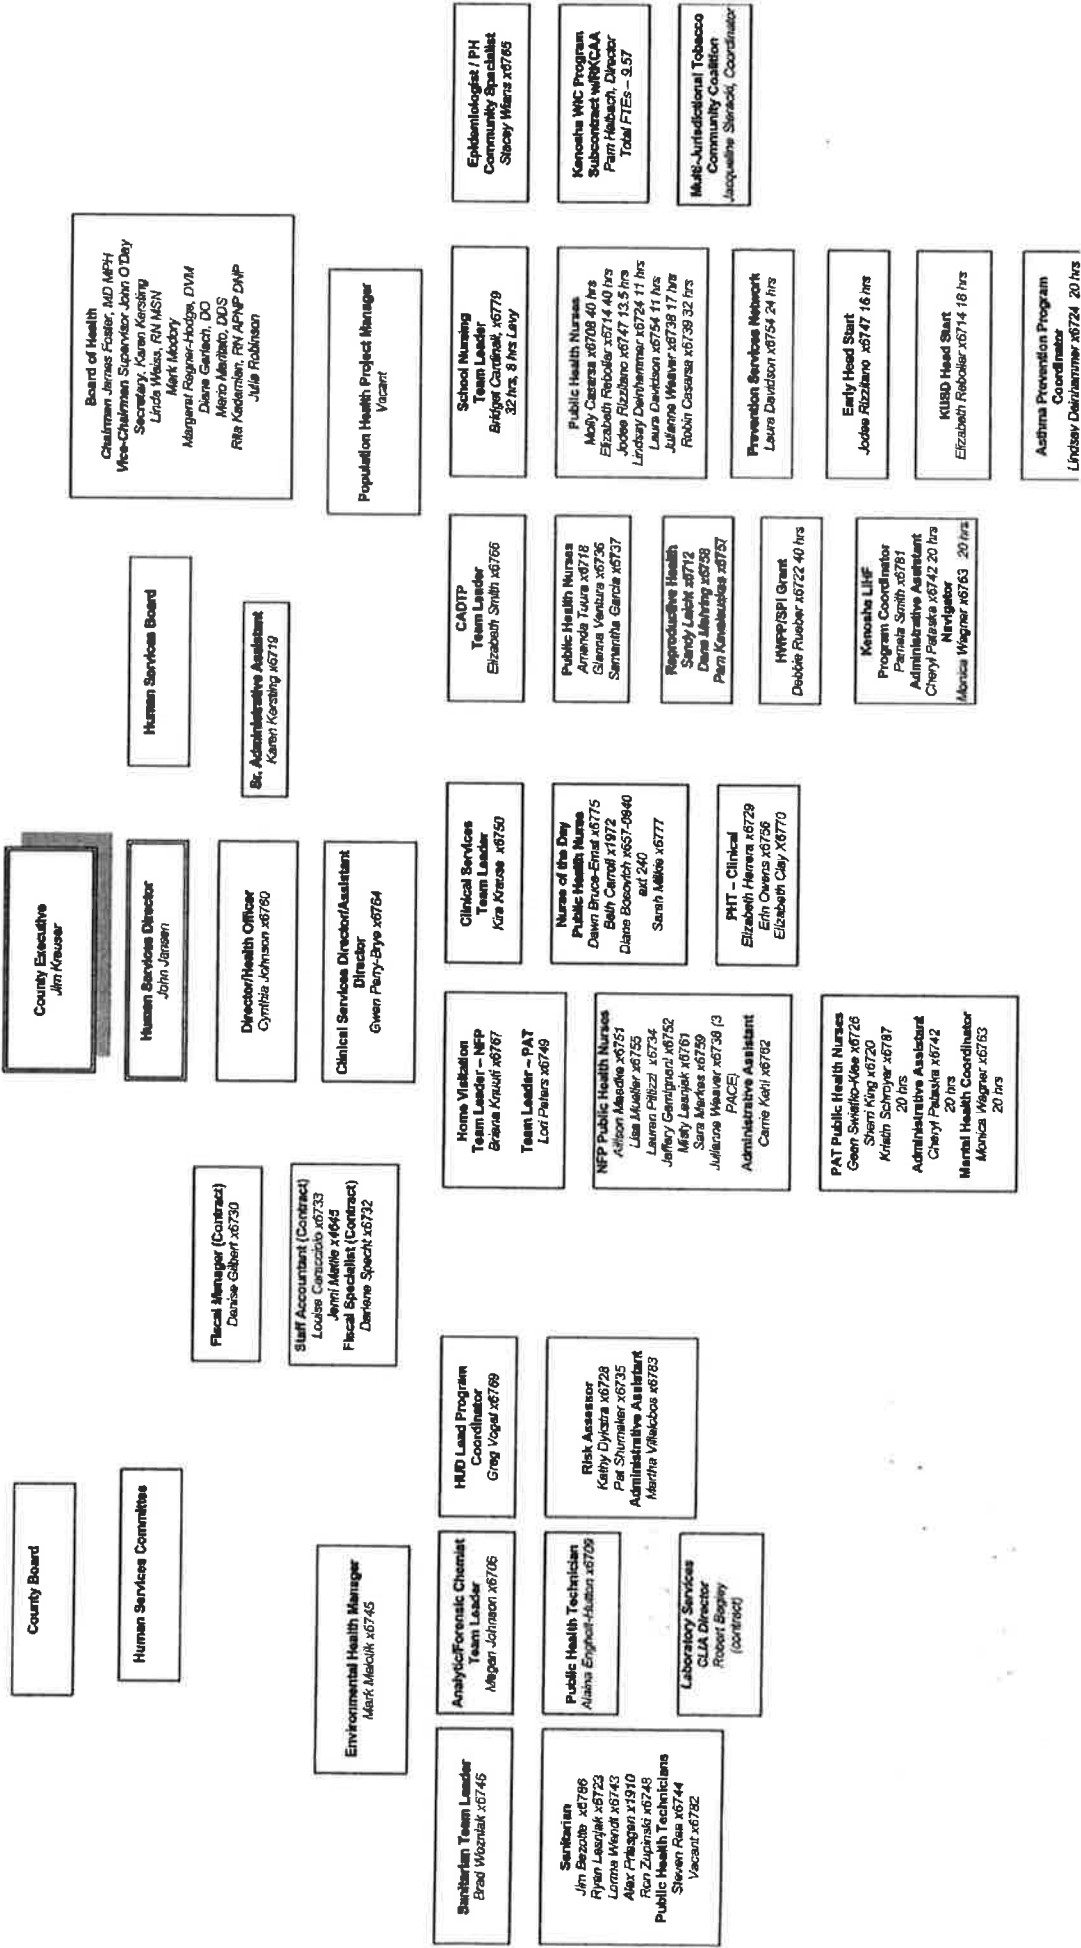 County Board
County Executive
Jim Kreuser
Board of Health
Chairman James Foster, MD MPH
Vice-Chairman Supervisor John O'Day
Secretary, Karen Kersting
Linda Weiss, RN MSN
Mark Modory
Margaret Regner-Hodge, DVM
Diane Gerlach, DO
Mario Maritato, DDS
Rita Kadamian, RN APNP DNP
Julie Robinson
Human Services Committee
Human Services Director
John Jansen
Human Services Board
Fiscal Manager (Contract)
Denise Gilbert x6730
Director/Health Officer
Cynthia Johnson x6760
Sr. Administrative Assistant
Karen Kersting x6719
Staff Accountant (Contract)
Louise Caracciolo x6733
Jenni Matile x4645
Fiscal Specialist (Contract)
Darlene Specht x6732
Environmental Health Manager
Mark Melotik x6745
Clinical Services Director/Assistant
Director
Gwen Perry-Brye x6764
Population Health Project Manager
Vacant
Sanitarian Team Leader
Brad Wozniak x6746
Sanitarian
Jim Bezotte x6786
Ryan Lesnjak x6723
Lorma Wendt x6743
Alex Priesgen x1910
Ron Zupinski x6748
Public Health Technicians
Steven Rea x6744
Vacant x6782
Analytic/Forensic Chemist
Team Leader
Megan Johnson x6706
Public Health Technician
Alaina Engholt-Hutton x6709
Laboratory Services
CLIA Director
Robert Begley
(contract)
HUD Lead Program
Coordinator
Greg Vogel x6769
Risk Assessor
Kathy Dykstra x6728
Pat Shumaker x6735
Administrative Assistant
Martha Villalobos x6783
Home Visitation
Team Leader – NFP
Briana Kruuti x6767
Team Leader – PAT
Lori Peters x6749
NFP Public Health Nurses
Allison Maedke x6751
Lisa Mueller x6755
Lauren Pitizzi x6734
Jeffery Gemignani x6752
Misty Lesnjak x6761
Sara Merkes x6759
Julianne Weaver x6738 (3
PACE)
Administrative Assistant
Carrie Kehl x6762
PAT Public Health Nurses
Geen Swiatko-Klee x6726
Sherri King x6720
Kristin Schroyer x6787
20 hrs
Administrative Assistant
Cheryl Pataska x6742
20 hrs
Mental Health Coordinator
Monica Wagner x6763
20 hrs
Clinical Services
Team Leader
Kira Krause x6750
Nurse of the Day
Public Health Nurse
Dawn Bruce-Ernst x6775
Beth Carroll x1972
Diane Bosovich x657-0840
ext 240
Sarah Milkie x6777
PHT – Clinical
Elizabeth Herrera x6729
Erin Owens x6756
Elizabeth Clay x6770
CADTP
Team Leader
Elizabeth Smith x6766
Public Health Nurses
Amanda Tuura x6718
Gianna Ventura x6736
Samantha Garcia x6737
Reproductive Health
Sandy Leicht x6712
Dana Mehring x6758
Pam x6757
HWPP/SPI Grant
Debbie Rueber x6722 40 hrs
Kenosha LIHF
Program Coordinator
Pamela Smith x6781
Administrative Assistant
Cheryl Pataska x6742 20 hrs
Navigator
Monica Wagner x6763 20 hrs
School Nursing
Team Leader
Bridget Cardinali, x6779
32 hrs, 8 hrs Levy
Public Health Nurses
Molly Casarsa x6708 40 hrs
Elizabeth Rebollar x6714 40 hrs
Jodee Rizzitano x6747 13.5 hrs
Lindsay Deinhammer x6724 11 hrs
Laura Davidson x6754 11 hrs
Julianne Weaver x6738 17 hrs
Robin Casarsa x6739 32 hrs
Prevention Services Network
Laura Davidson x6754 24 hrs
Early Head Start
Jodee Rizzitano x6747 16 hrs
KUSD Head Start
Elizabeth Rebollar x6714 18 hrs
Asthma Prevention Program
Coordinator
Lindsay Deinhammer x6724 20 hrs
Epidemiologist / PH
Community Specialist
Stacey Wians x6765
Kenosha WIC Program
Subcontract w/RKCAA
Pam Halbach, Director
Total FTEs – 9.57
Multi-Jurisdictional Tobacco
Community Coalition
Jacqueline Sieracki, Coordinator